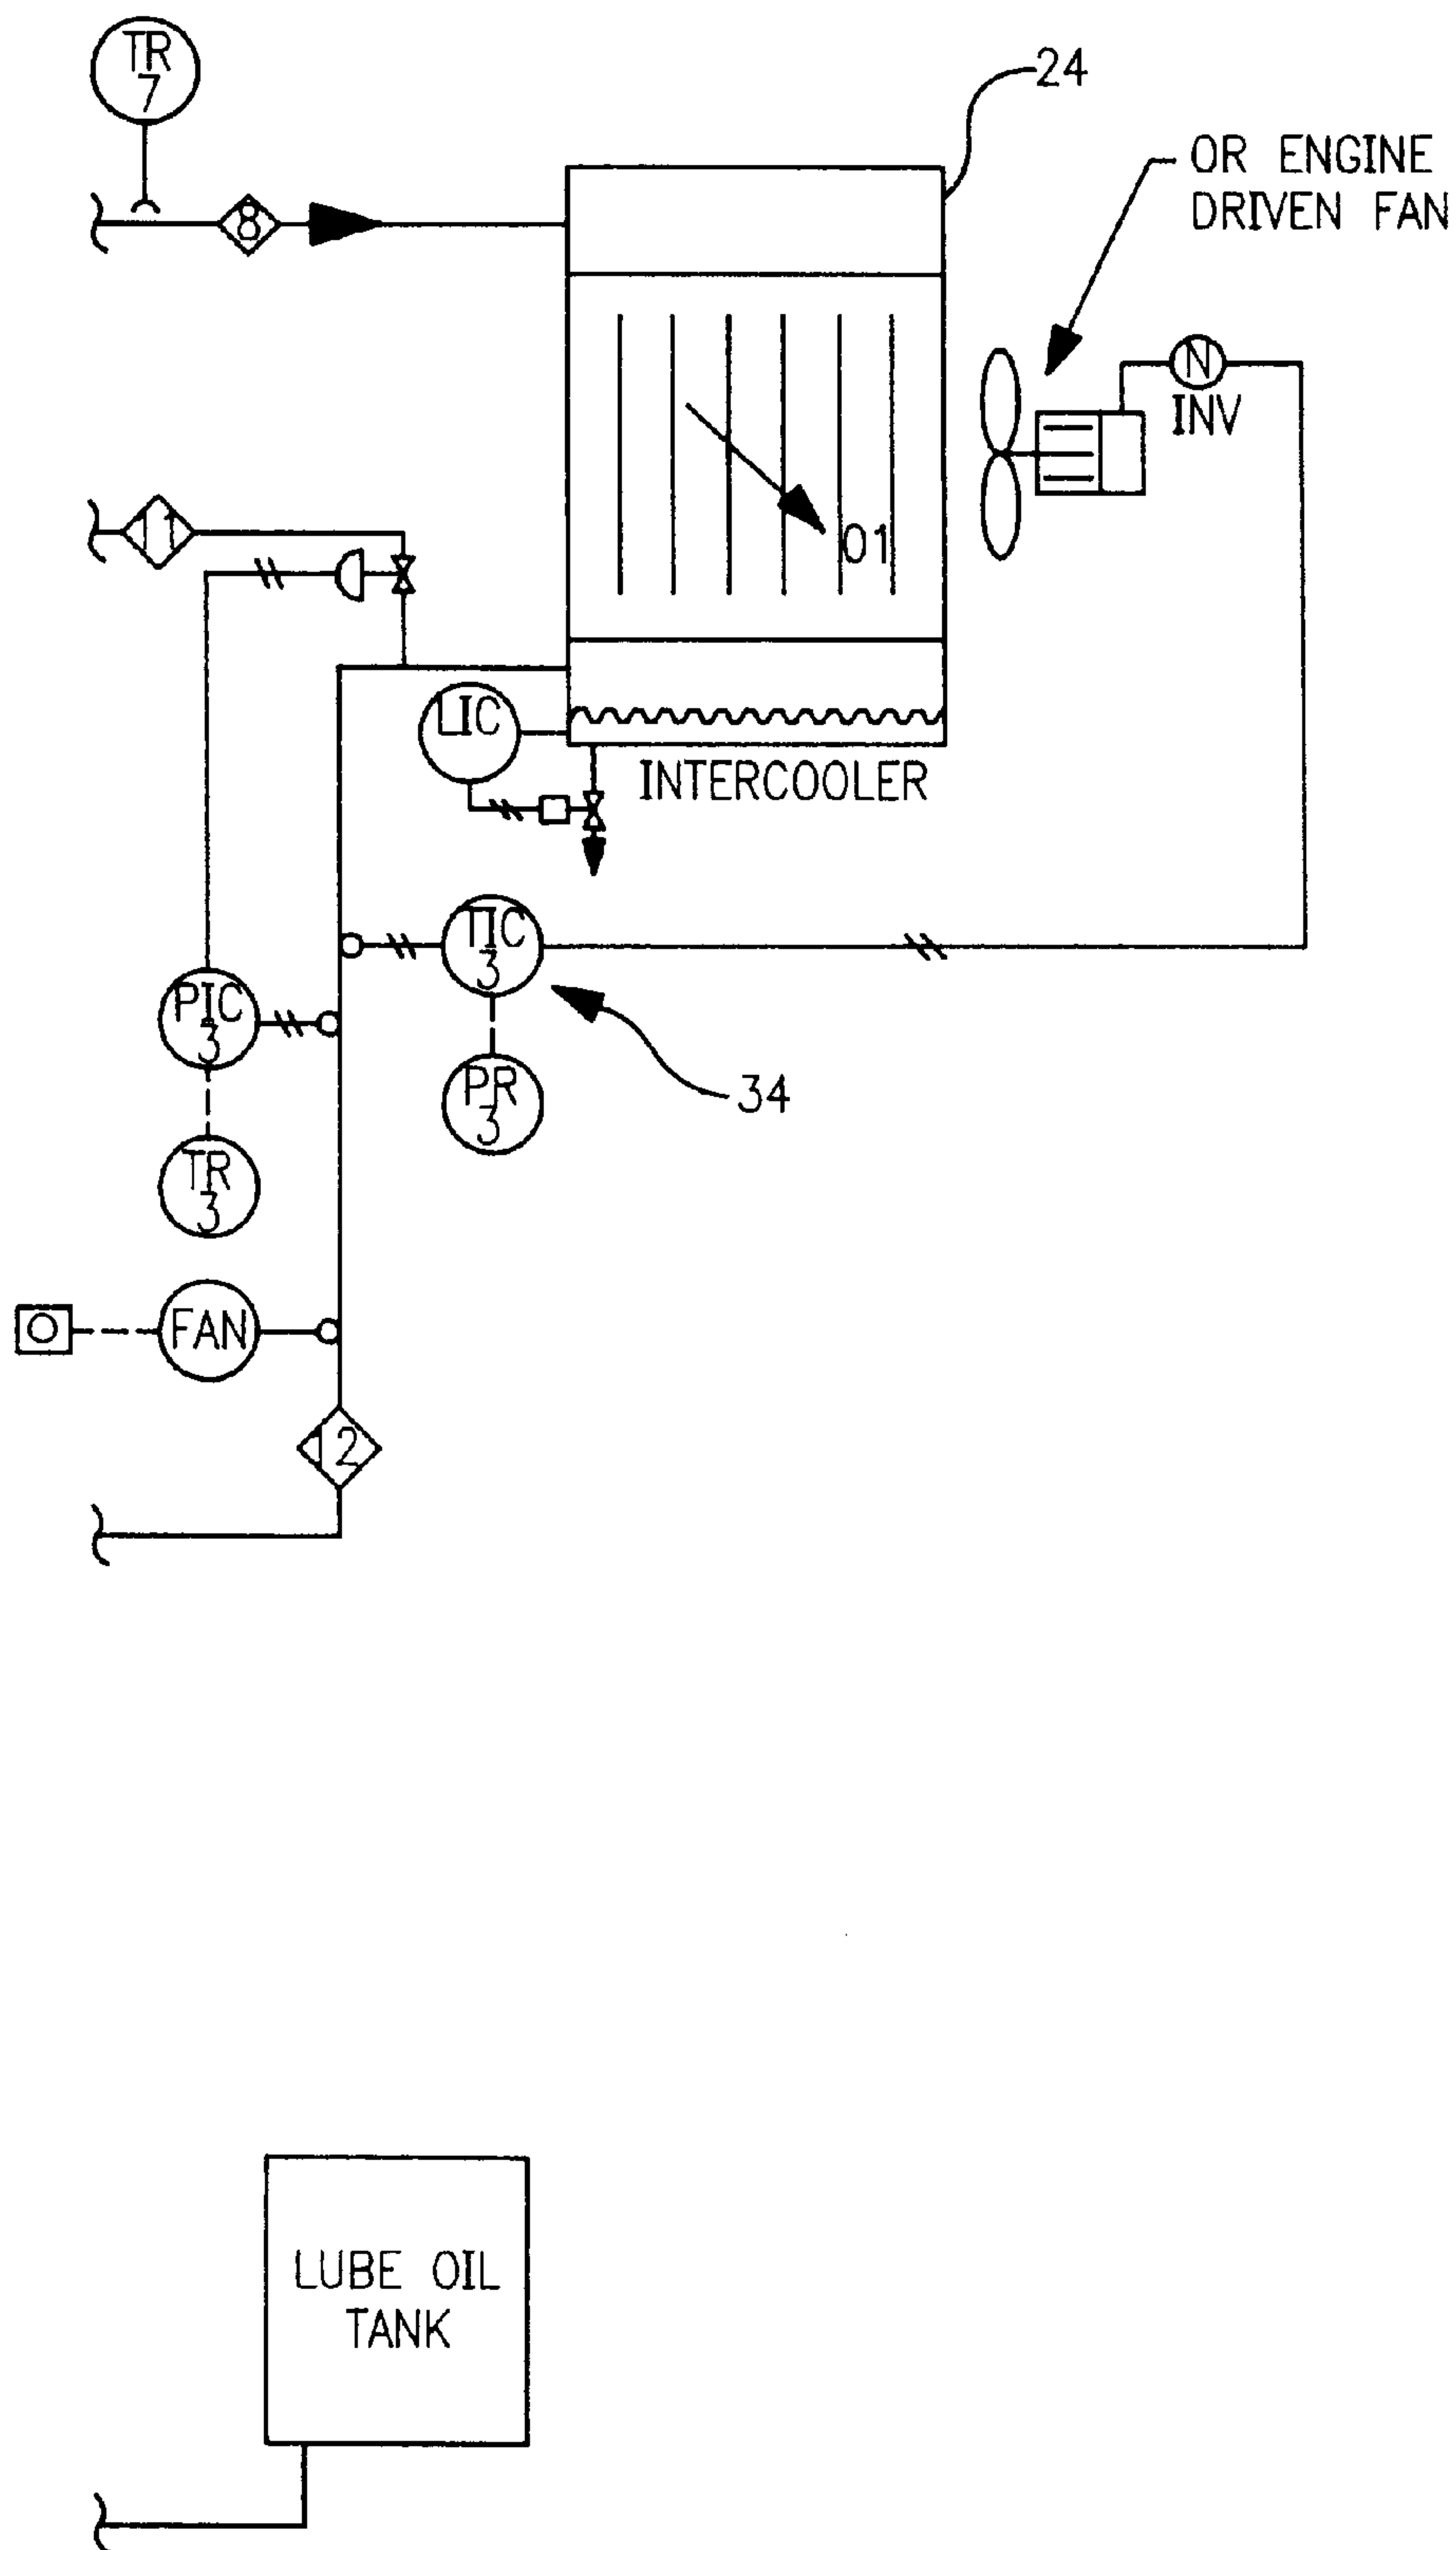 TR
7
24
OR ENGINE
DRIVEN FAN
8
N
INV
11
01
LIC
INTERCOOLER
TIC
3
PIC
3
34
PR
3
TR
3
FAN
12
LUBE OIL
TANK